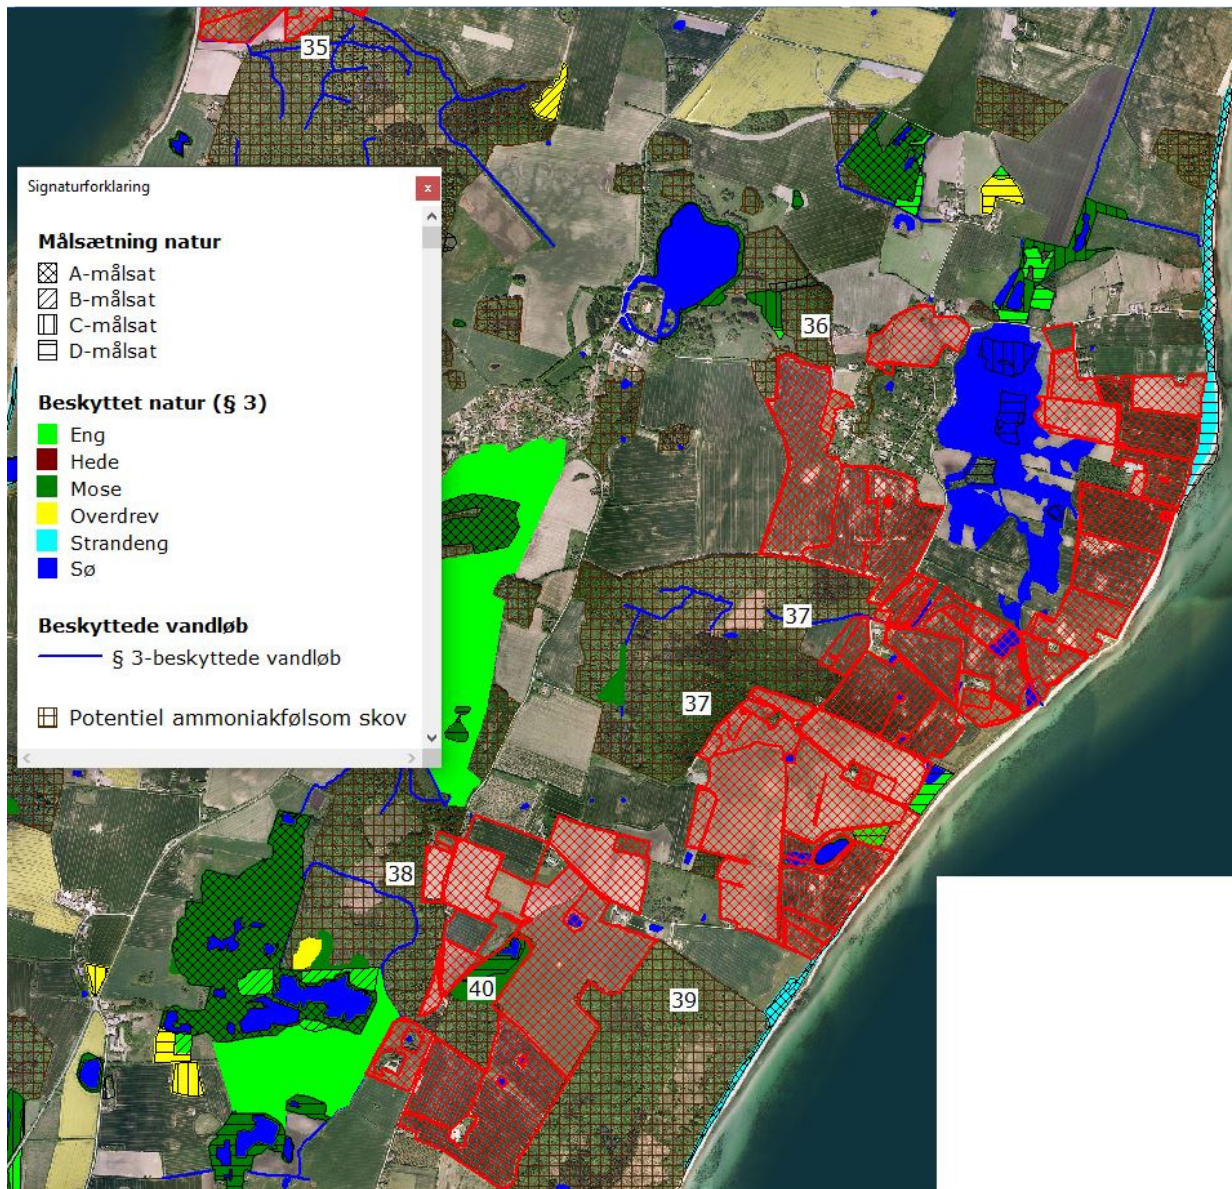 35
Signaturforklaring
x
Målsætning natur
A-målsat
B-målsat
C-målsat
D-målsat
Beskyttet natur (§ 3)
Eng
Hede
Mose
Overdrev
Strandeng
Sø
Beskyttede vandløb
§ 3-beskyttede vandløb
Potentiel ammoniakfølsom skov
36
37
37
38
40
39